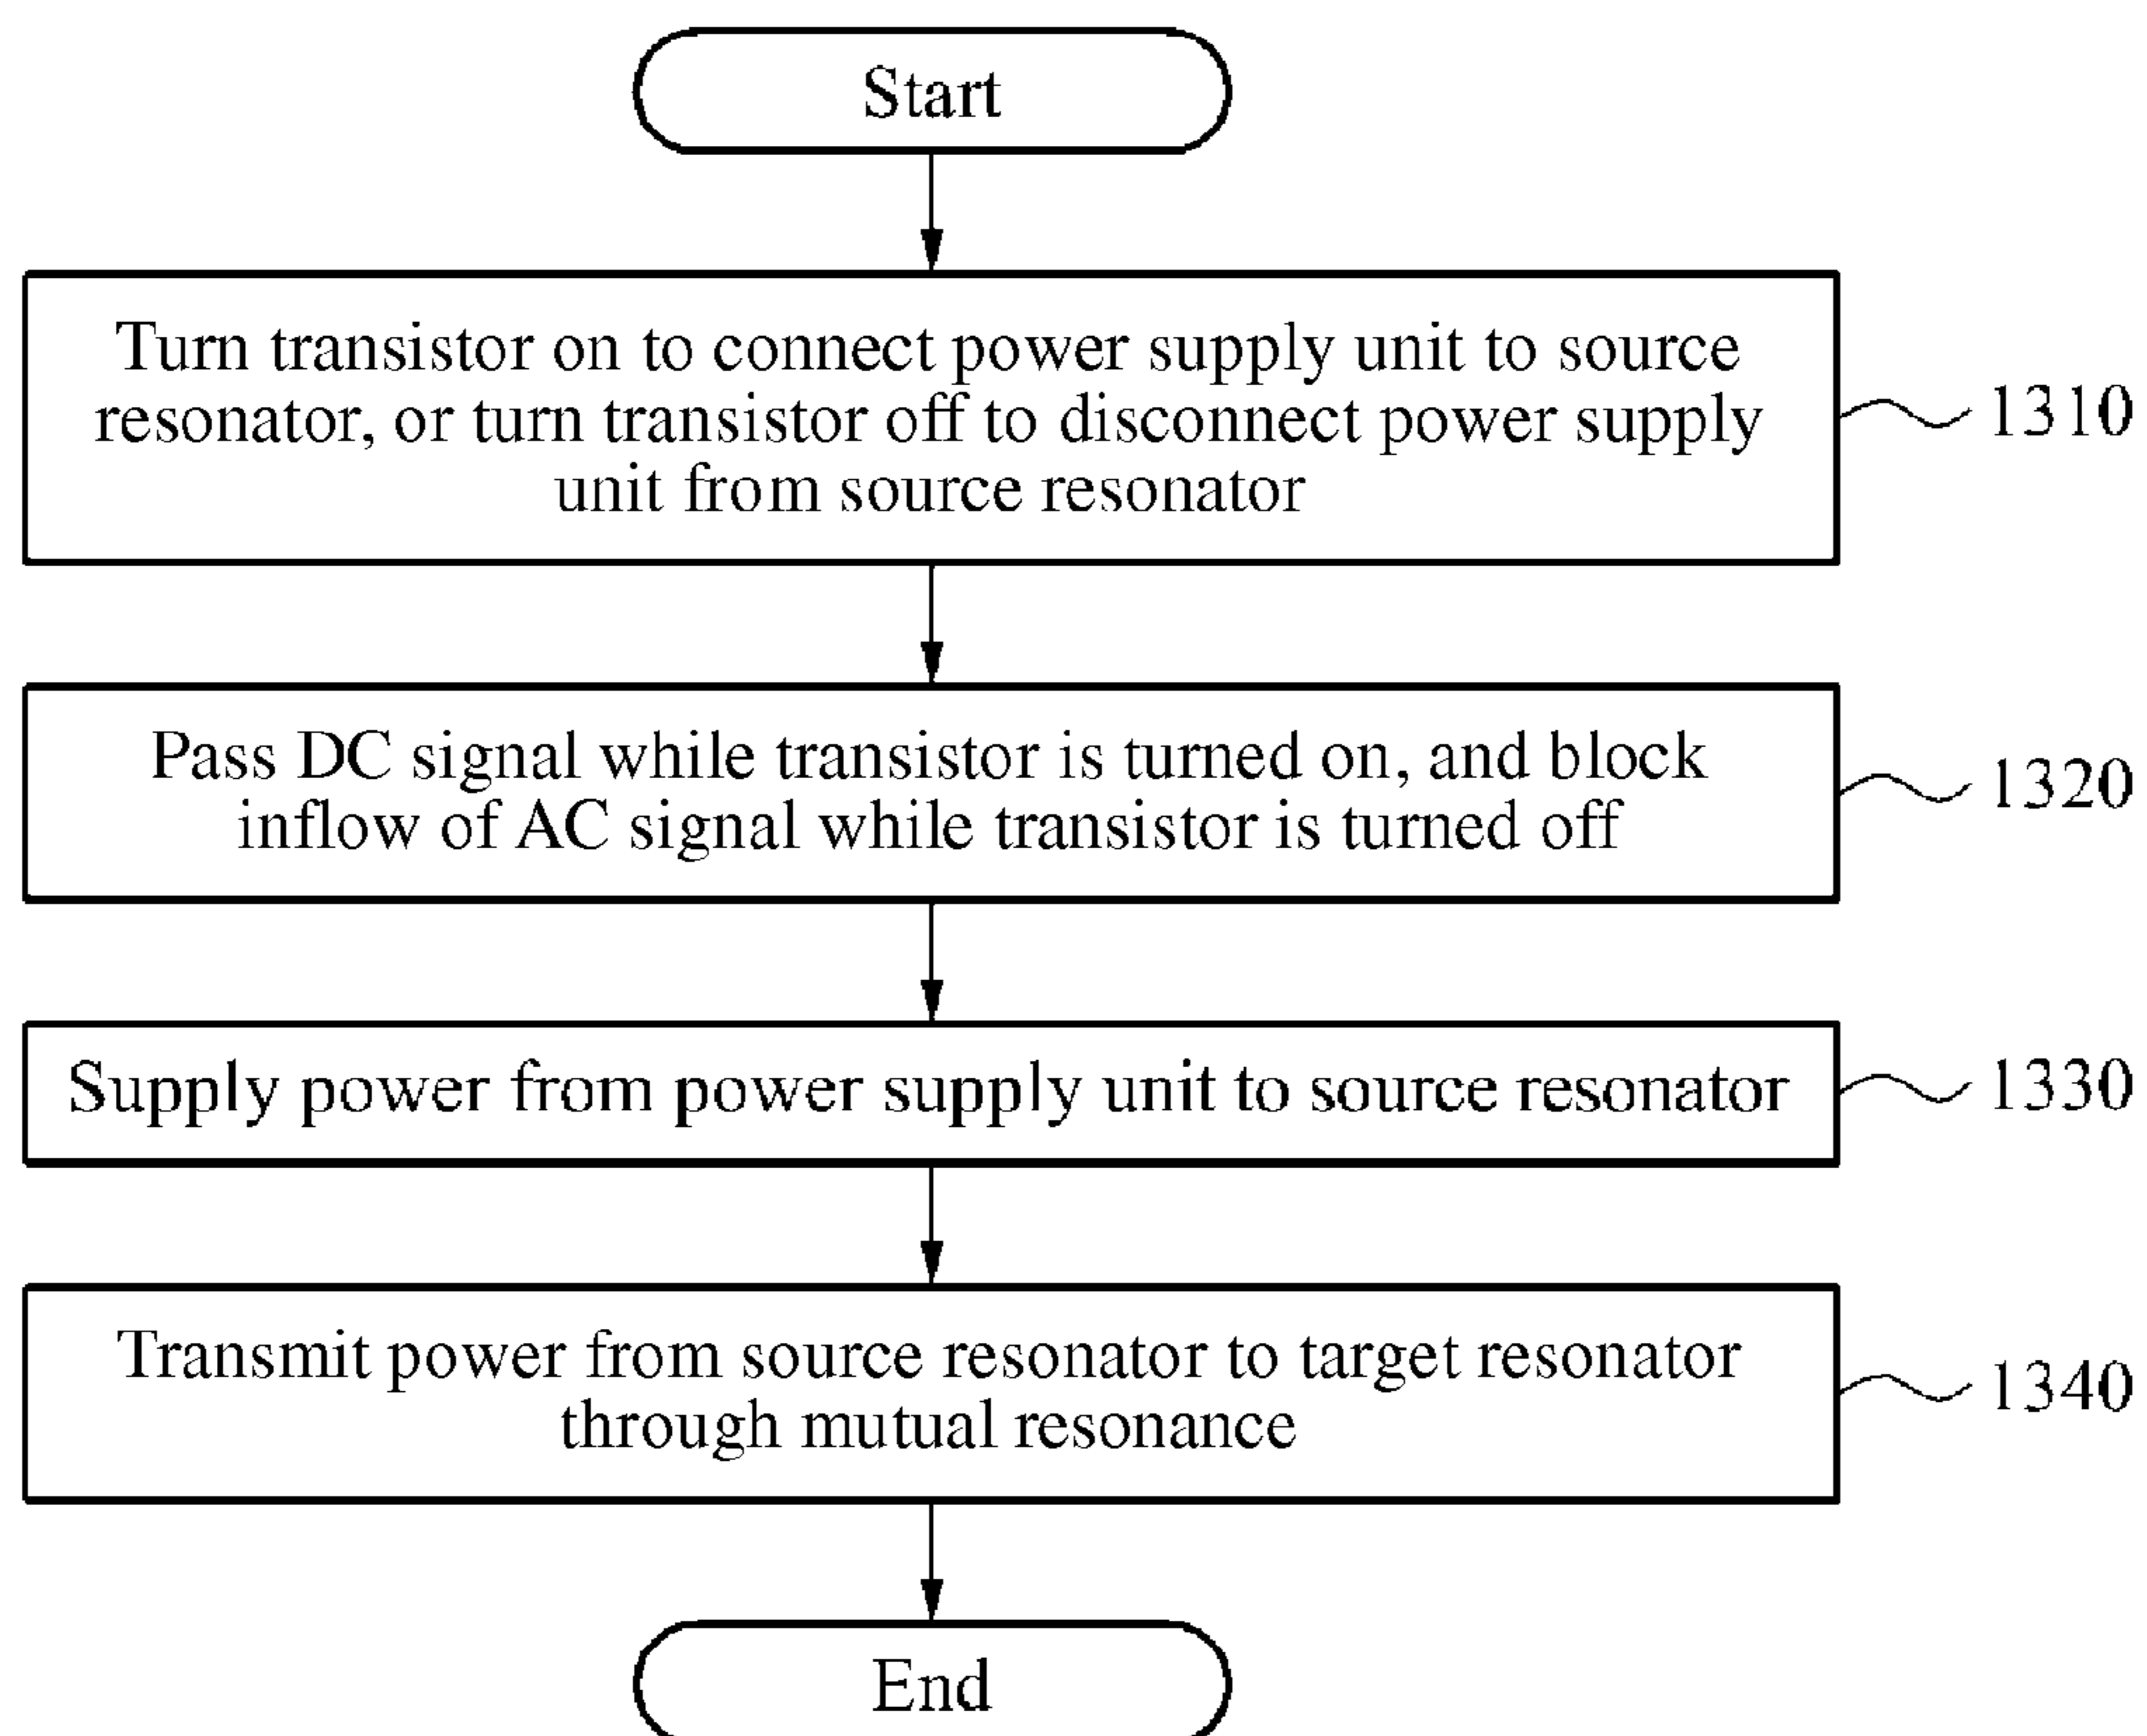 Start
Turn transistor on to connect power supply unit to source
resonator, or turn transistor off to disconnect power supply
unit from source resonator
1310
Pass DC signal while transistor is turned on, and block
inflow of AC signal while transistor is turned off
1320
Supply power from power supply unit to source resonator
1330
Transmit power from source resonator to target resonator
through mutual resonance
1340
End